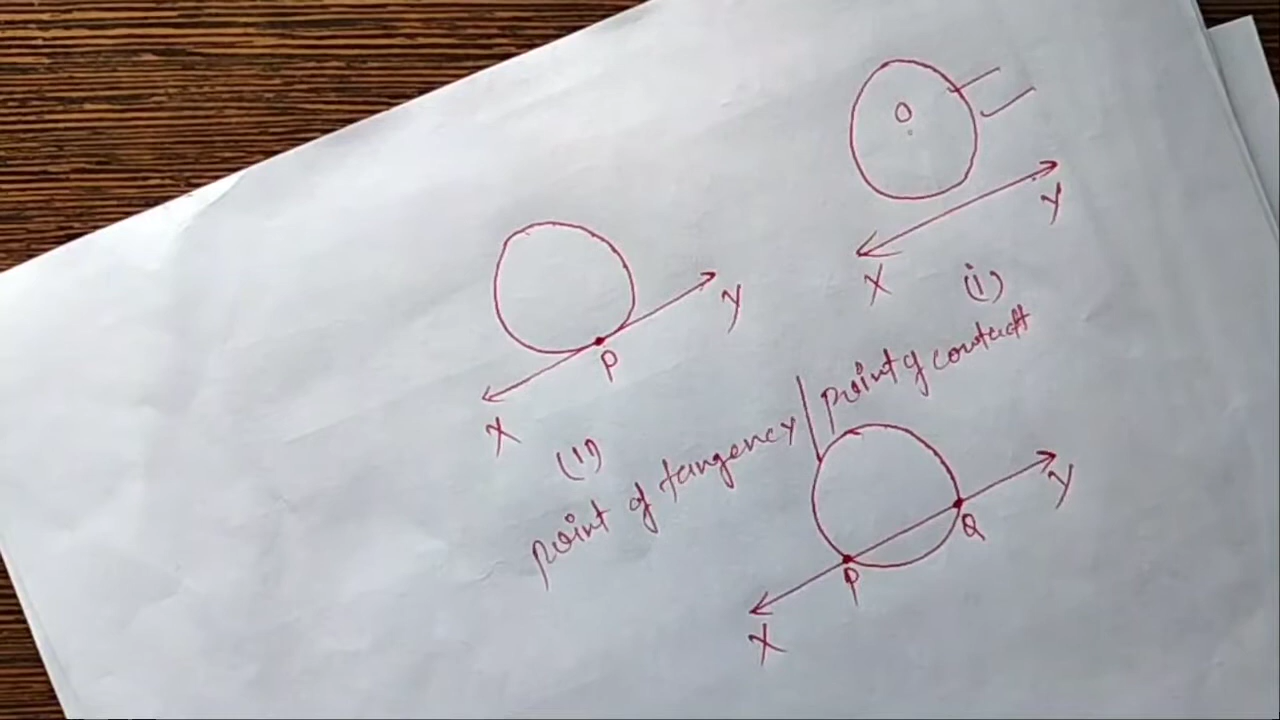 O
Y
X
(i)
Y
P
X
(ii)
point of tangency / point of contact
Y
Q
P
X